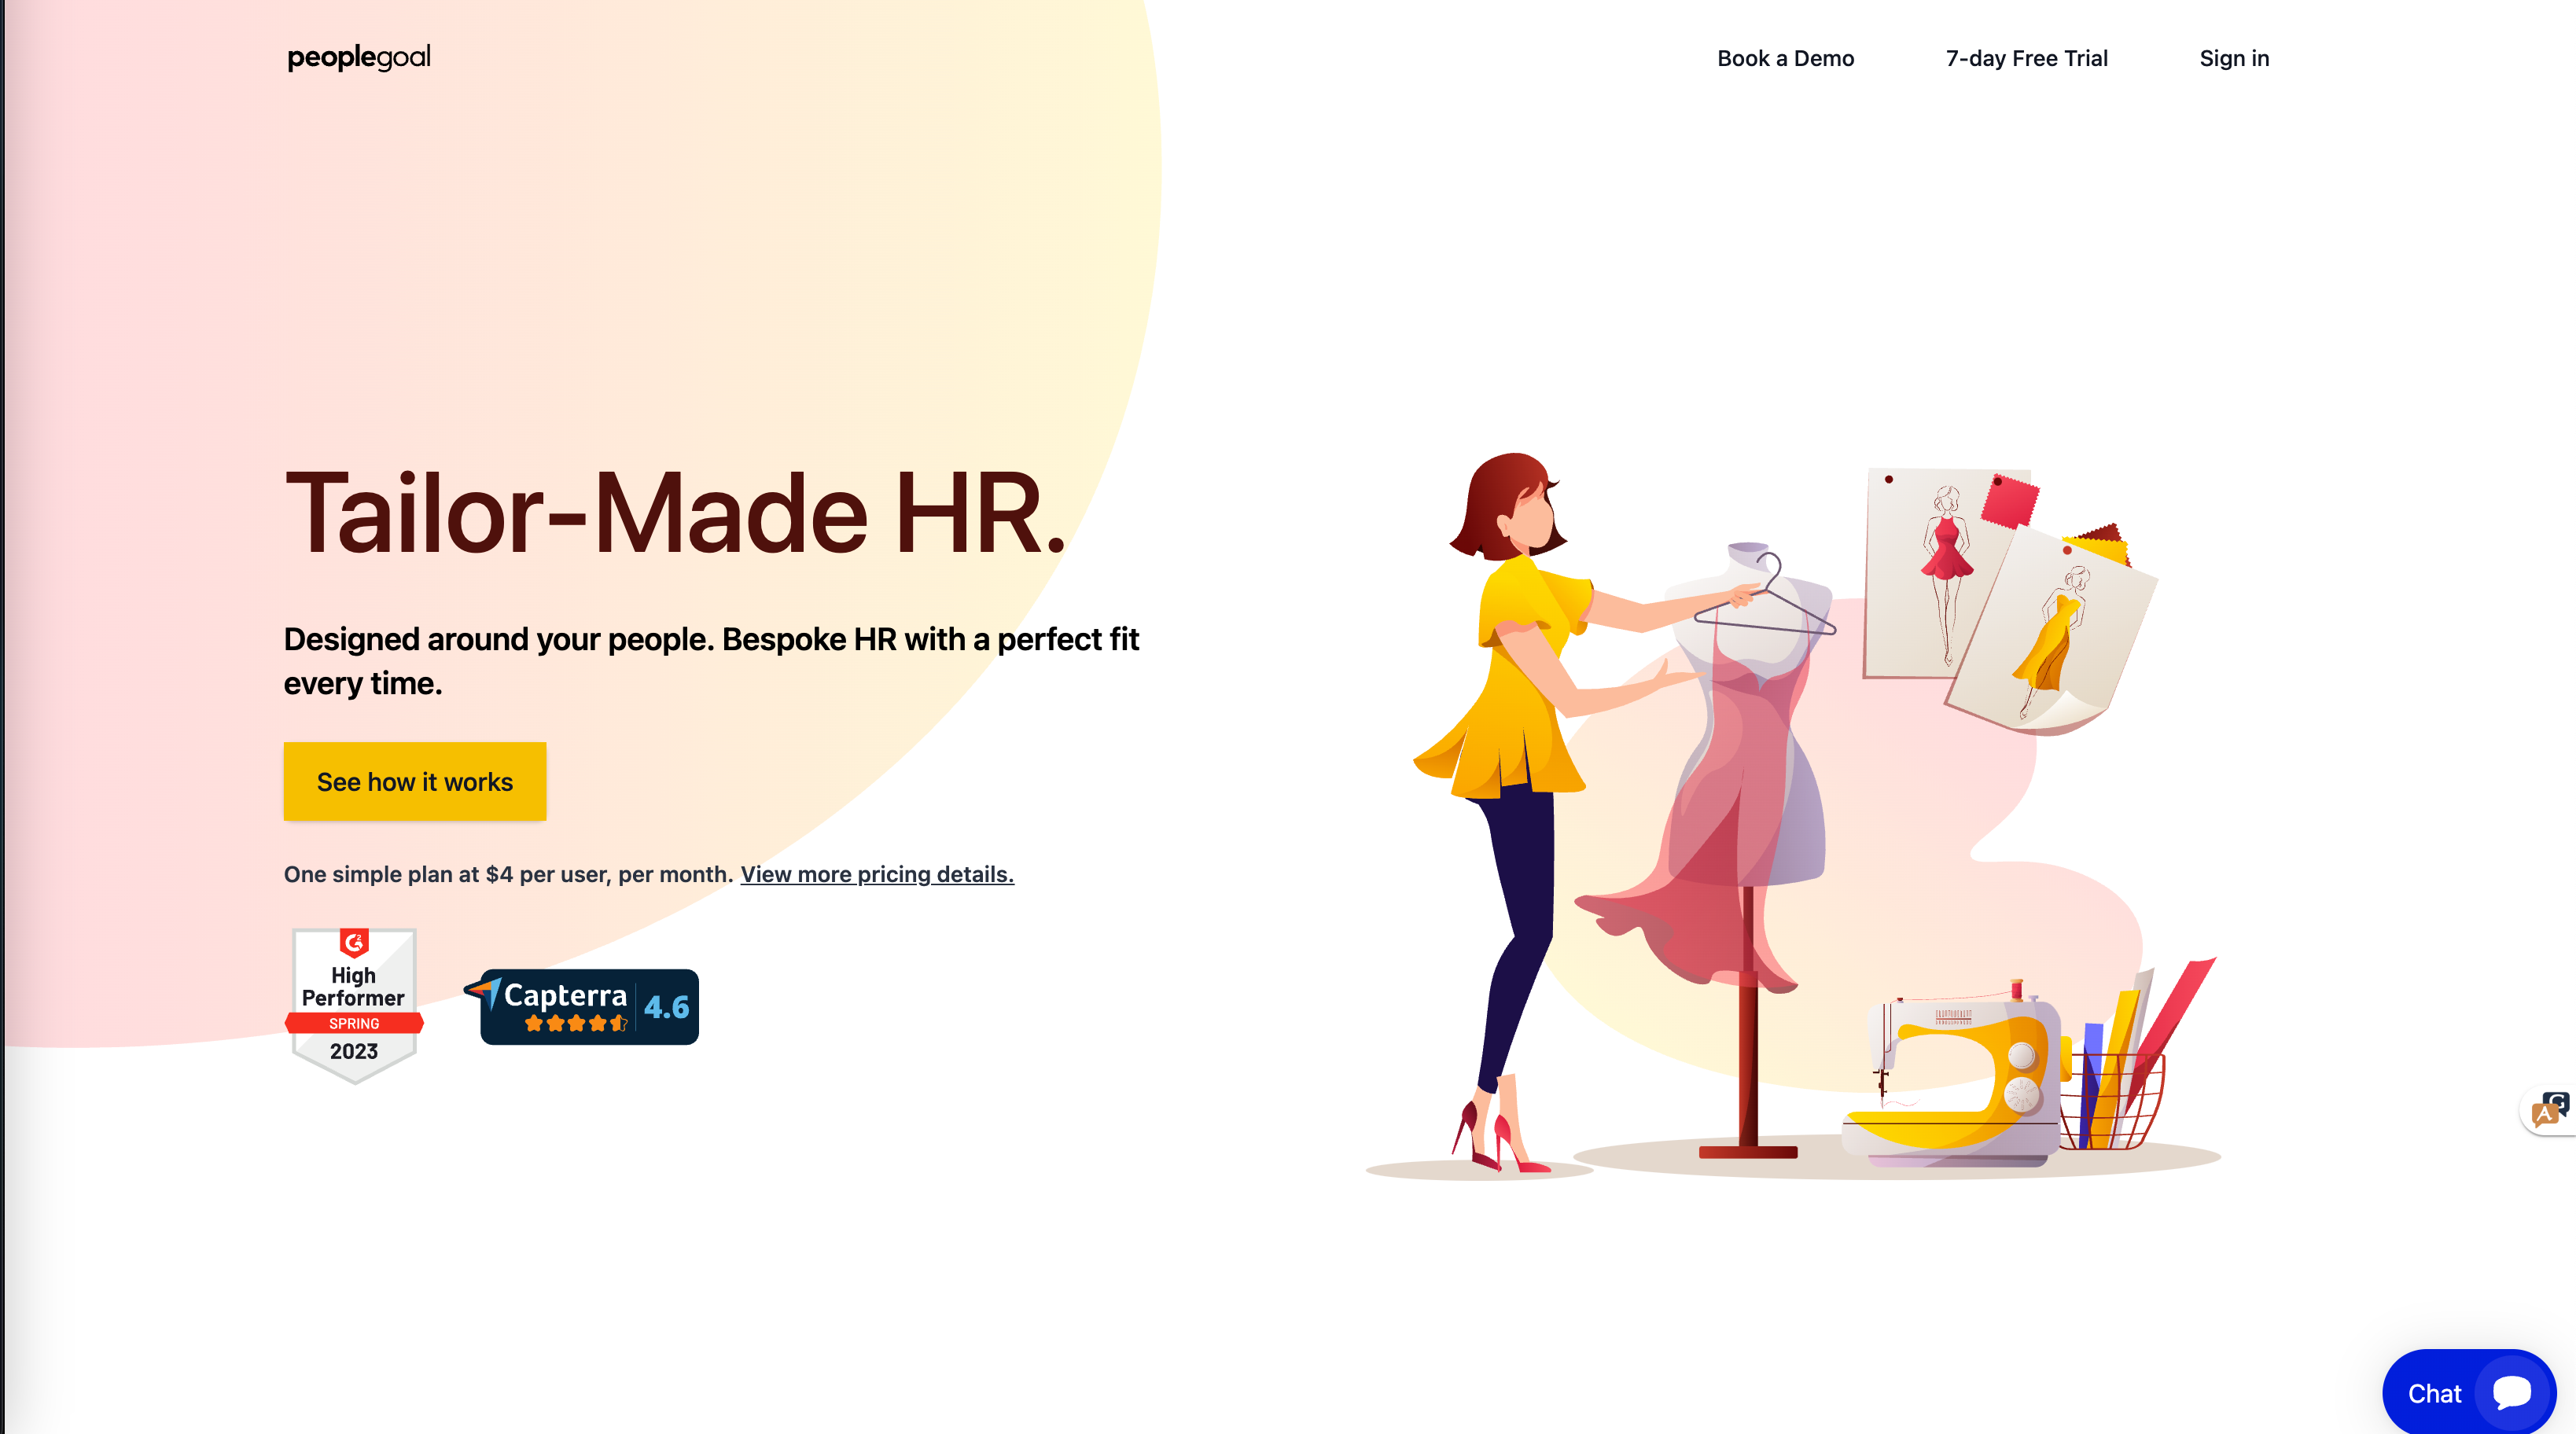 peoplegoal
Book a Demo
7-day Free Trial
Sign in
Tailor-Made HR.
Designed around your people. Bespoke HR with a perfect fit
every time.
See how it works
One simple plan at $4 per user, per month. View more pricing details.
G2
High
Performer
SPRING
2023
Capterra
4.6
A
G
Chat